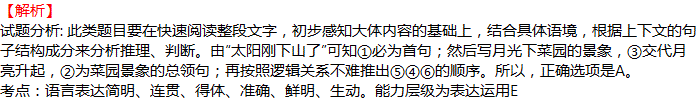 【解析】
试题分析: 此类题目要在快速阅读整段文字，初步感知大体内容的基础上，结合具体语境，根据上下文的句
子结构成分来分析推理、判断。由“太阳刚下山了”可知①必为首句；然后写月光下菜园的景象，③交代月
亮升起，②为菜园景象的总领句；再按照逻辑关系不难推出⑤④⑥的顺序。所以，正确选项是A。
考点：语言表达简明、连贯、得体、准确、鲜明、生动。能力层级为表达运用E